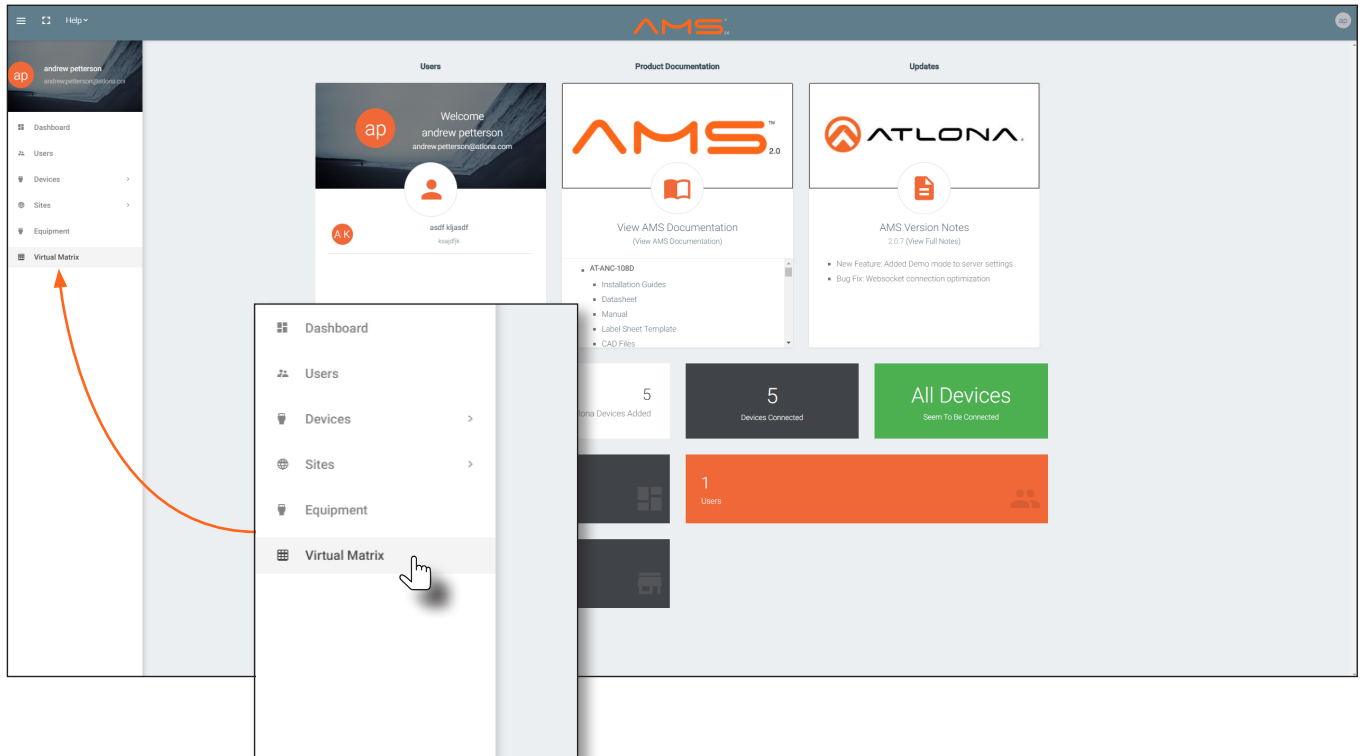 Help
AMS
ap
ap
andrew petterson
andrew.petterson@atlona.com
Dashboard
Users
Devices
Sites
Equipment
Virtual Matrix
Users
ap
Welcome
andrew petterson
andrew.petterson@atlona.com
A K
asdf kljasdf
Product Documentation
AMS™
2.0
View AMS Documentation
(View AMS Documentation)
AT-ANC-108D
Installation Guides
Datasheet
Manual
Label Sheet Template
CAD Files
Updates
ATLONA.
AMS Version Notes
2.0.7 (View Full Notes)
New Feature: Added Demo mode to server settings
Bug Fix: Websocket connection optimization
5
Devices Added
5
Devices Connected
All Devices
Seem To Be Connected
1
Users
Dashboard
Users
Devices
Sites
Equipment
Virtual Matrix